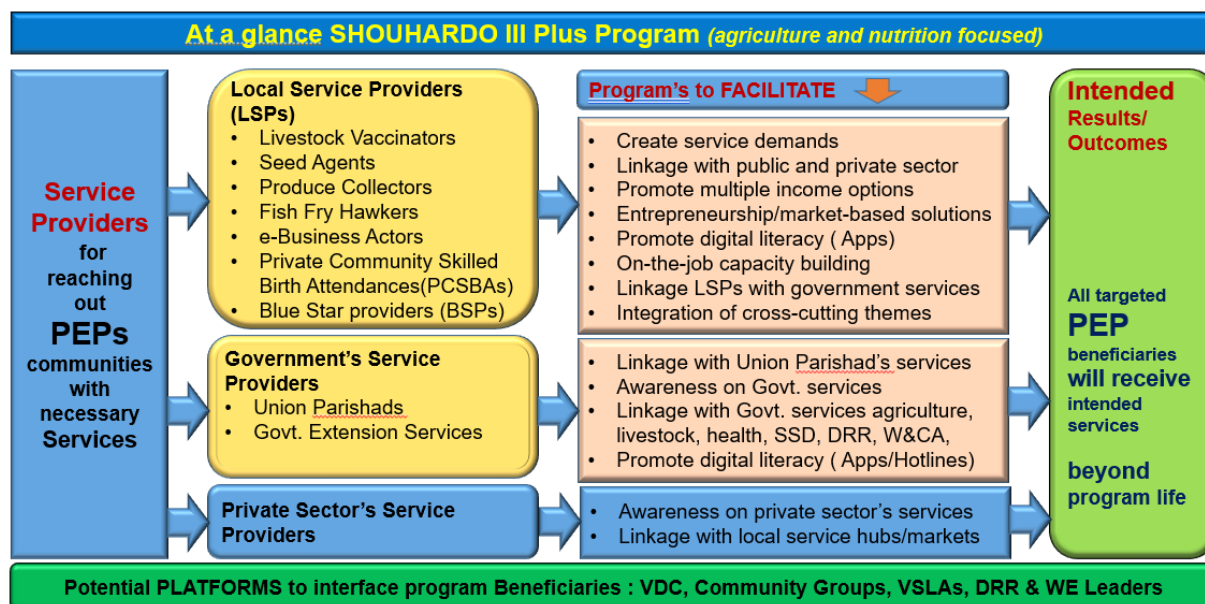 At a glance SHOUHARDO III Plus Program (agriculture and nutrition focused)
Service
Providers
for
reaching
out
PEPs
communities
with
necessary
Services
Local Service Providers
(LSPs)
• Livestock Vaccinators
• Seed Agents
• Produce Collectors
• Fish Fry Hawkers
• e-Business Actors
• Private Community Skilled
Birth Attendances(PCSBAs)
• Blue Star providers (BSPs)
Government's Service
Providers
• Union Parishads
• Govt. Extension Services
Private Sector's Service
Providers
Program's to FACILITATE
• Create service demands
• Linkage with public and private sector
• Promote multiple income options
• Entrepreneurship/market-based solutions
• Promote digital literacy ( Apps)
• On-the-job capacity building
• Linkage LSPs with government services
• Integration of cross-cutting themes
• Linkage with Union Parishad's services
• Awareness on Govt. services
• Linkage with Govt. services agriculture,
livestock, health, SSD, DRR, W&CA,
• Promote digital literacy ( Apps/Hotlines)
• Awareness on private sector's services
• Linkage with local service hubs/markets
Intended
Results/
Outcomes
All targeted
PEP
beneficiaries
will receive
intended
services
beyond
program life
Potential PLATFORMS to interface program Beneficiaries : VDC, Community Groups, VSLAs, DRR & WE Leaders